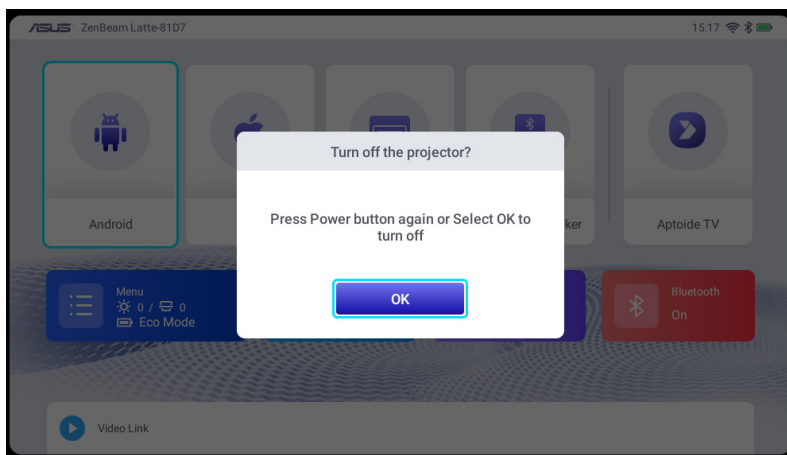 ASUS ZenBeam Latte-81D7
15:17
Turn off the projector?
Press Power button again or Select OK to
turn off
OK
Android
ker
Aptoide TV
Menu
0 / 0
Eco Mode
Bluetooth
On
Video Link